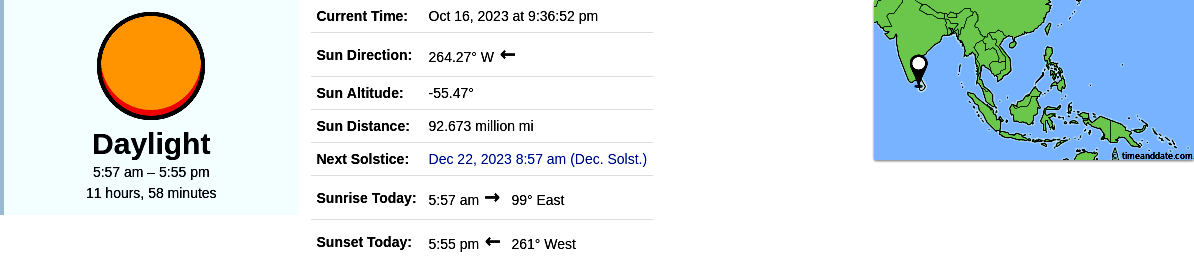 Daylight
5:57 am – 5:55 pm
11 hours, 58 minutes
Current Time: Oct 16, 2023 at 9:36:52 pm
Sun Direction: 264.27° W ←
Sun Altitude: -55.47°
Sun Distance: 92.673 million mi
Next Solstice: Dec 22, 2023 8:57 am (Dec. Solst.)
Sunrise Today: 5:57 am → 99° East
Sunset Today: 5:55 pm ← 261° West
© timeanddate.com